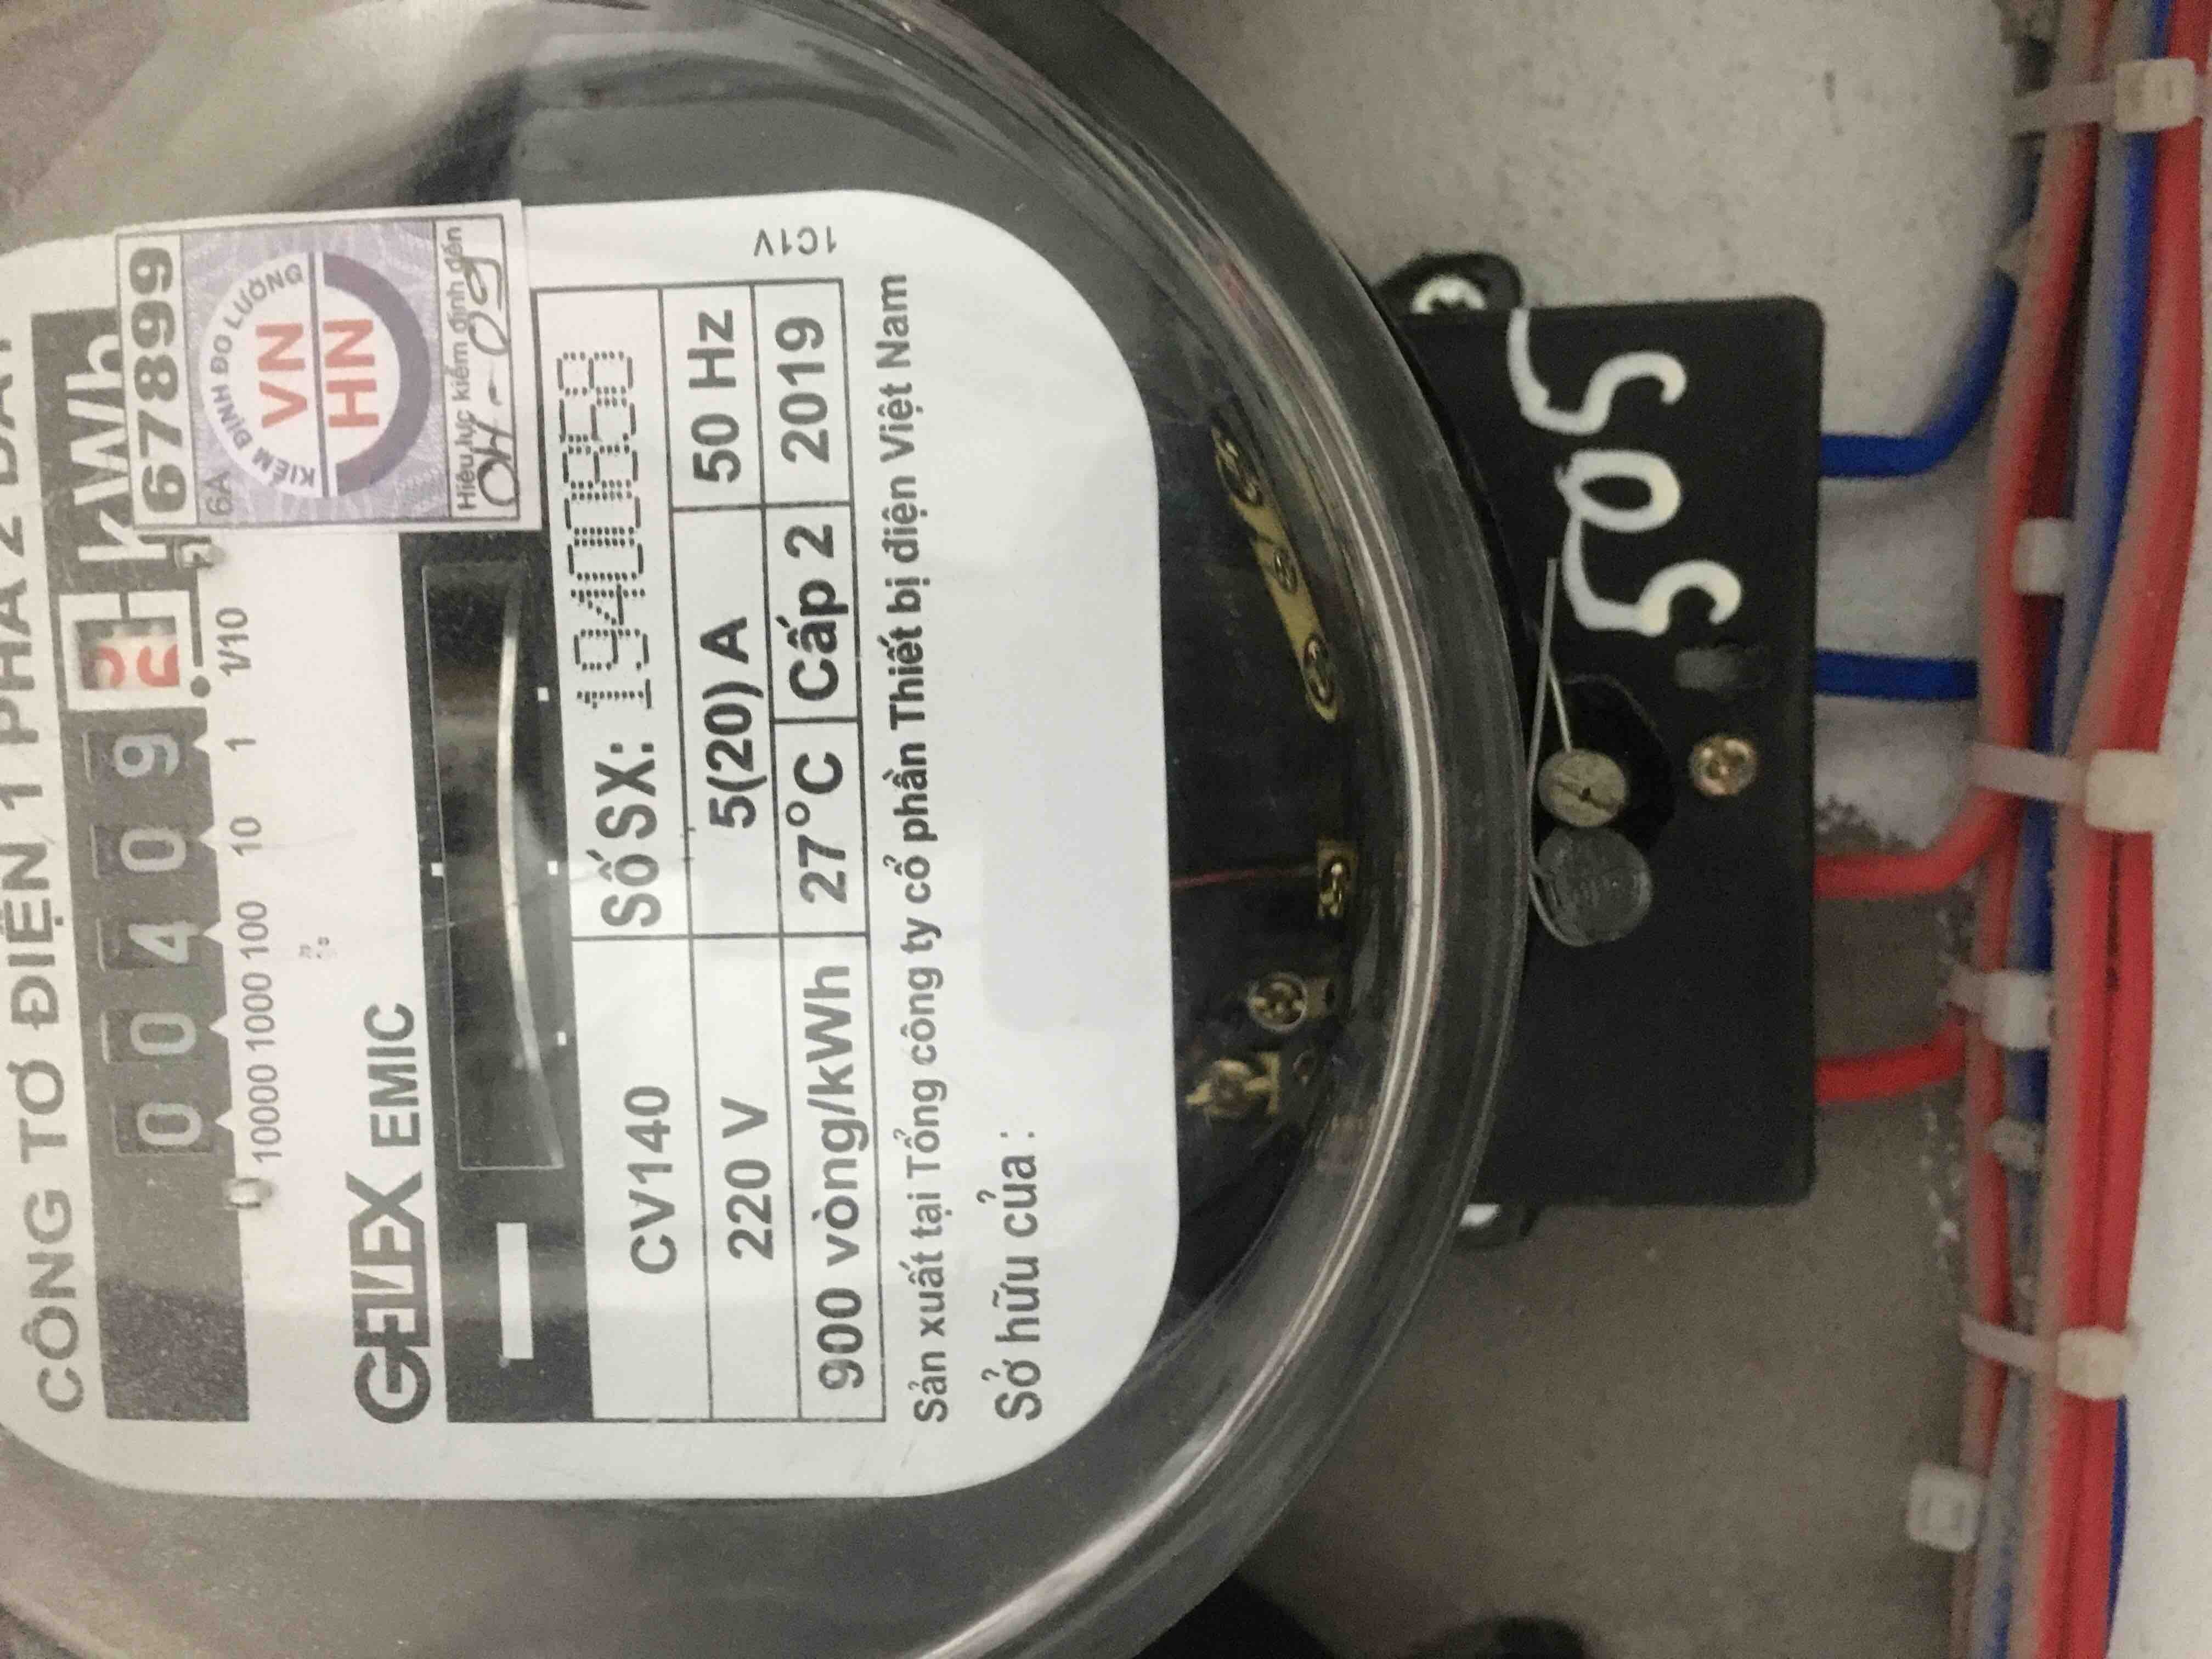 CÔNG TƠ ĐIỆN 1 PHA 2 DÂY
0 0 4 0 9
kWh
10000 1000 100 10 1 1/10
67899
6A
KIỂM ĐỊNH ĐO LƯỜNG
VN
HN
Hiệu lực kiểm định đến
GELEX EMIC
CV140
Số SX:
220 V
5(20) A
50 Hz
900 vòng/kWh
27°C
Cấp 2
2019
1C1V
Sản xuất tại Tổng công ty cổ phần Thiết bị điện Việt Nam
Sở hữu của :
505